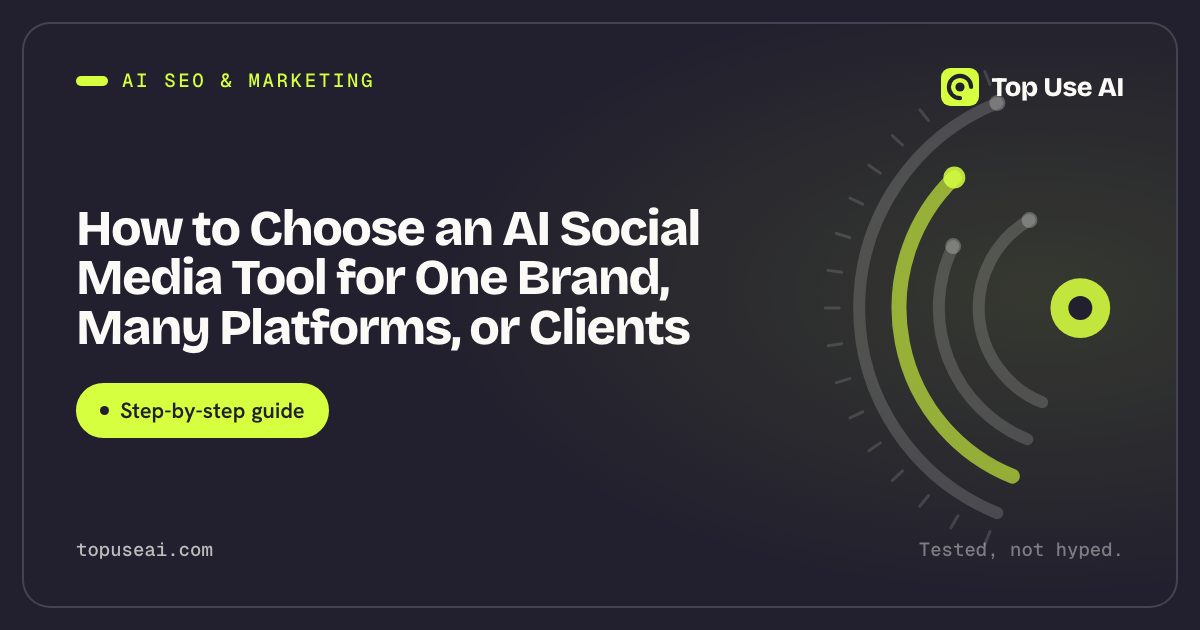 AI SEO & MARKETING
Top Use AI
How to Choose an AI Social
Media Tool for One Brand,
Many Platforms, or Clients
Step-by-step guide
topuseai.com
Tested, not hyped.